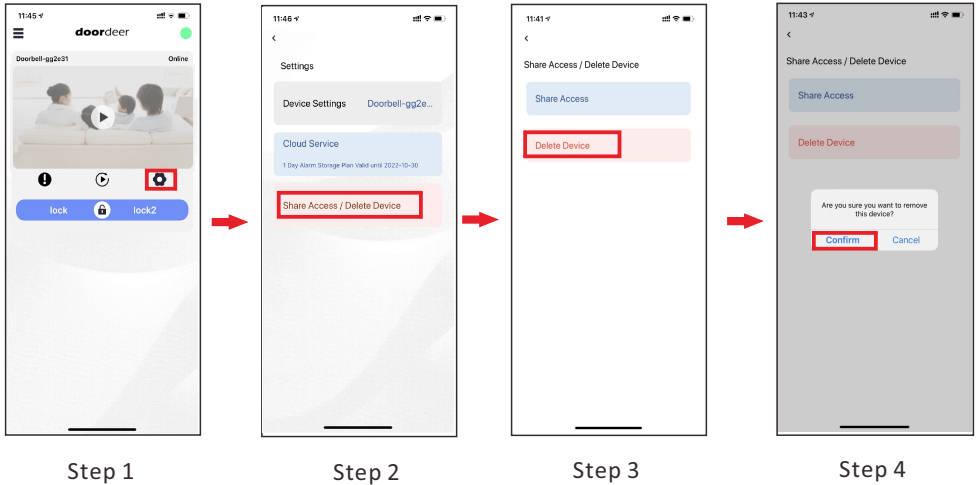 11:45
doordeer
Doorbell-gg2e31 Online
lock lock2
Step 1
11:46
Settings
Device Settings Doorbell-gg2e...
Cloud Service
1 Day Alarm Storage Plan Valid until 2022-10-30
Share Access / Delete Device
Step 2
11:41
Share Access / Delete Device
Share Access
Delete Device
Step 3
11:43
Share Access / Delete Device
Share Access
Delete Device
Are you sure you want to remove
this device?
Confirm Cancel
Step 4